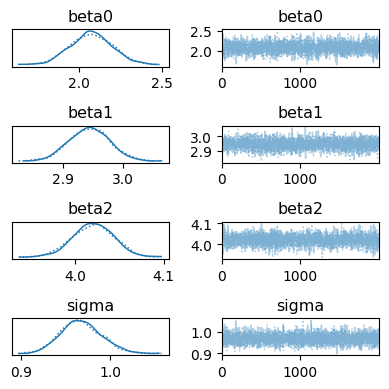 beta0 beta0
2.5
2.0
2.0 2.5 0 1000
beta1 beta1
3.0
2.9
2.9 3.0 0 1000
beta2 beta2
4.1
4.0
4.0 4.1 0 1000
sigma sigma
1.0
0.9
0.9 1.0 0 1000